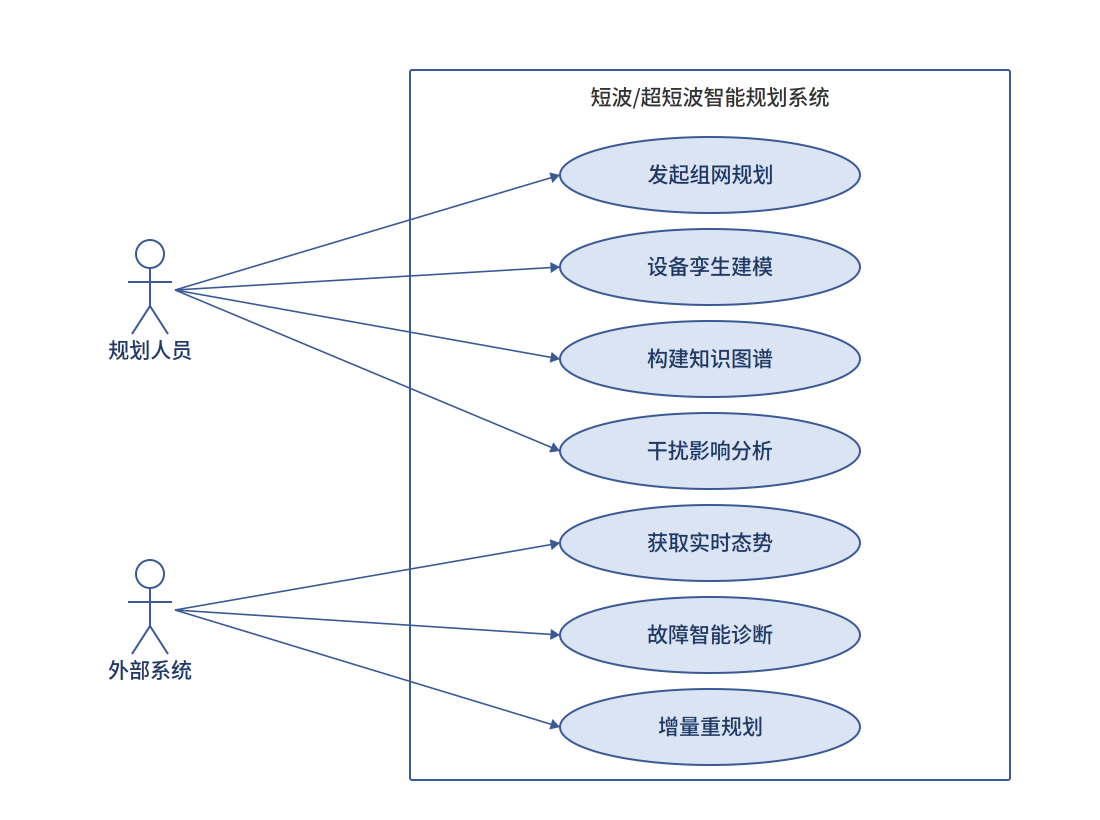 短波/超短波智能规划系统
发起组网规划
设备孪生建模
规划人员
构建知识图谱
干扰影响分析
获取实时态势
故障智能诊断
外部系统
增量重规划